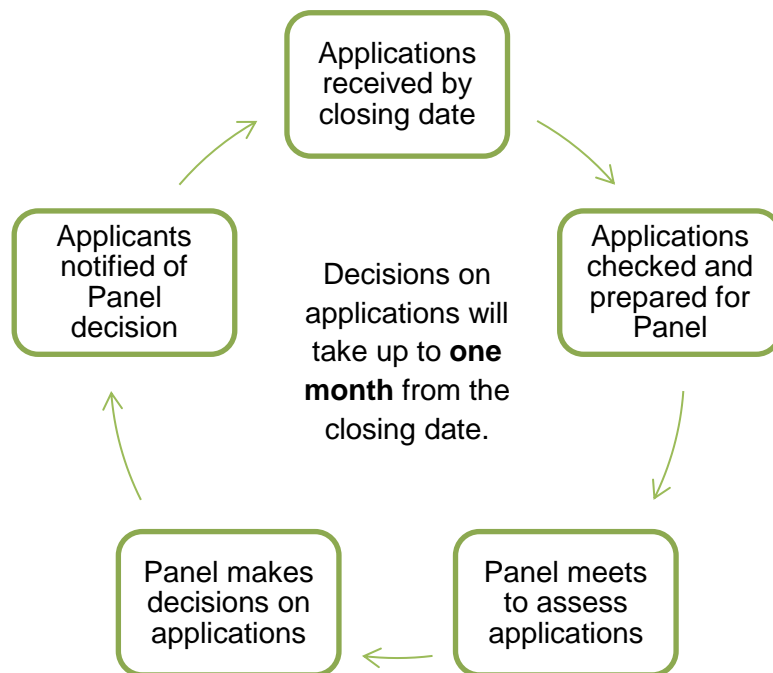 Applications
received by
closing date
Applications
checked and
prepared for
Panel
Panel meets
to assess
applications
Panel makes
decisions on
applications
Applicants
notified of
Panel
decision
Decisions on
applications will
take up to one
month from the
closing date.